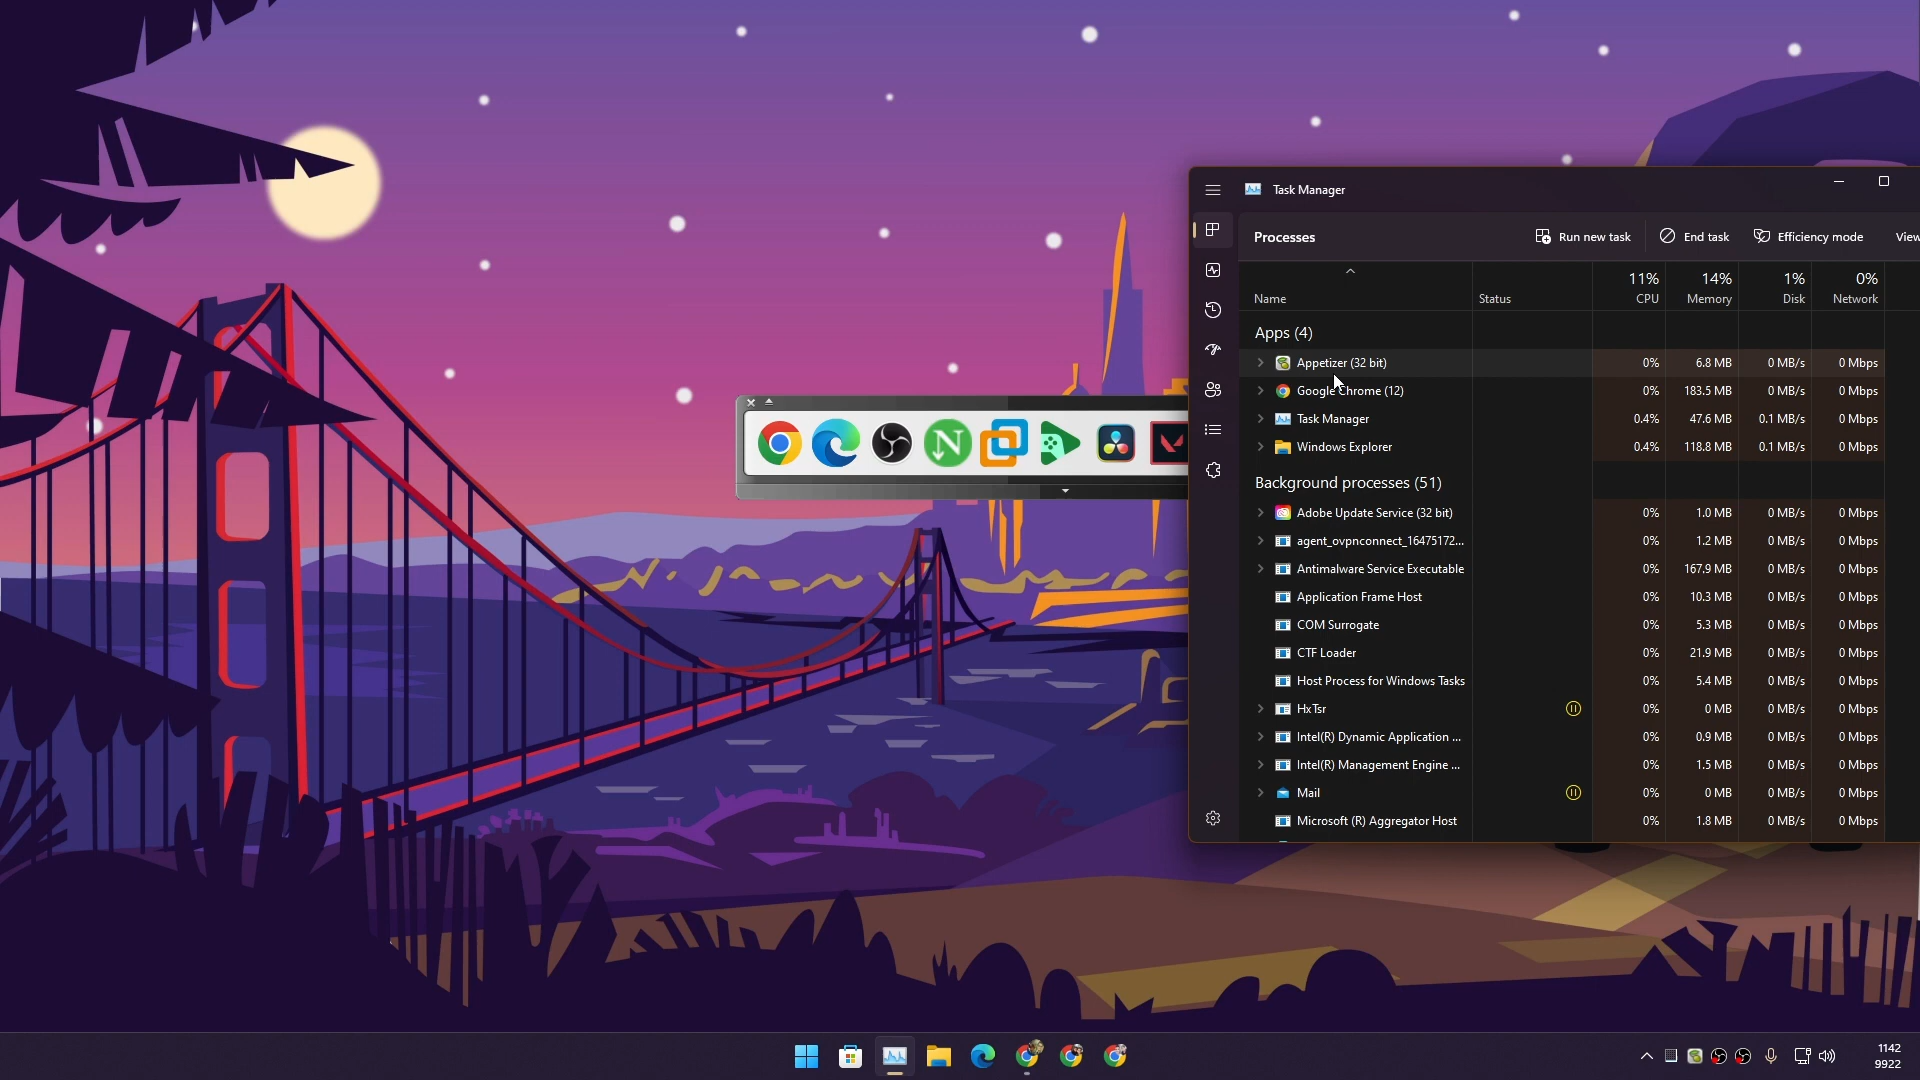 Task Manager
Processes
Run new task
End task
Efficiency mode
View
Name
Status
11%
CPU
14%
Memory
1%
Disk
0%
Network
Apps (4)
Appetizer (32 bit) 0% 6.8 MB 0 MB/s 0 Mbps
Google Chrome (12) 0% 183.5 MB 0 MB/s 0 Mbps
Task Manager 0.4% 47.6 MB 0.1 MB/s 0 Mbps
Windows Explorer 0.4% 118.8 MB 0.1 MB/s 0 Mbps
Background processes (51)
Adobe Update Service (32 bit) 0% 1.0 MB 0 MB/s 0 Mbps
agent_ovpnconnect_16475172... 0% 1.2 MB 0 MB/s 0 Mbps
Antimalware Service Executable 0% 167.9 MB 0 MB/s 0 Mbps
Application Frame Host 0% 10.3 MB 0 MB/s 0 Mbps
COM Surrogate 0% 5.3 MB 0 MB/s 0 Mbps
CTF Loader 0% 21.9 MB 0 MB/s 0 Mbps
Host Process for Windows Tasks 0% 5.4 MB 0 MB/s 0 Mbps
HxTsr 0% 0 MB 0 MB/s 0 Mbps
Intel(R) Dynamic Application ... 0% 0.9 MB 0 MB/s 0 Mbps
Intel(R) Management Engine ... 0% 1.5 MB 0 MB/s 0 Mbps
Mail 0% 0 MB 0 MB/s 0 Mbps
Microsoft (R) Aggregator Host 0% 1.8 MB 0 MB/s 0 Mbps
N
1142
9922